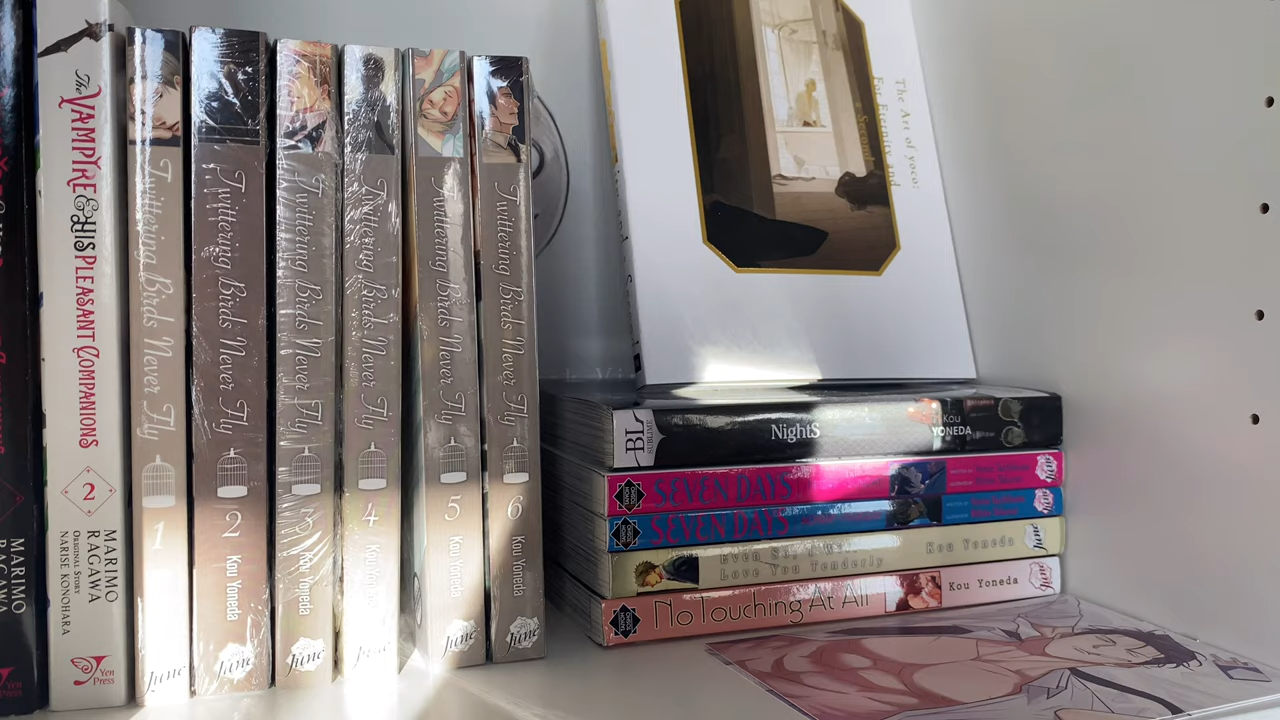 MARIMO
RAGAWA
Yen
Press
The VAMPIRE & HIS PLEASANT COMPANIONS
2
MARIMO
RAGAWA
ORIGINAL STORY
NARISE KONOHARA
Yen
Press
Twittering Birds Never Fly
1
June
Twittering Birds Never Fly
2
Kou Yoneda
June
Twittering Birds Never Fly
3
Kou Yoneda
June
Twittering Birds Never Fly
4
Kou Yoneda
June
Twittering Birds Never Fly
5
Kou Yoneda
June
Twittering Birds Never Fly
6
Kou Yoneda
June
The Art of yoco:
For Eternity and
a Second
BL
SUBLIME
NightS
Kou
YONEDA
SEVEN DAYS
June
SEVEN DAYS
June
Even So, I Will
Love You Tenderly
Kou Yoneda
June
No Touching At All
Kou Yoneda
June